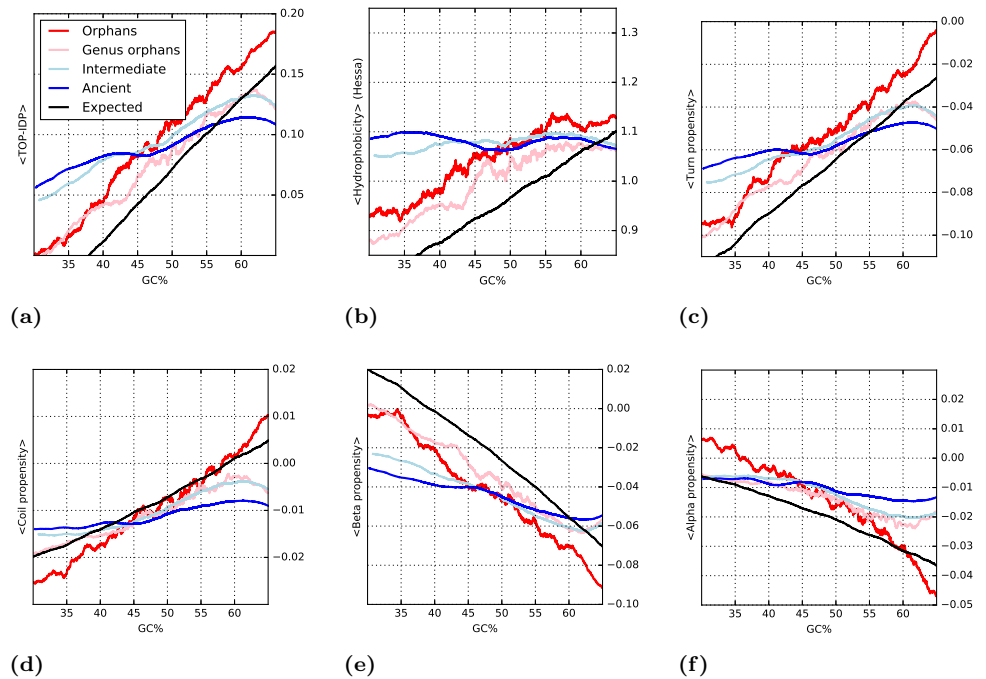 0.20
0.15
0.10
0.05
35 40 45 50 55 60 65
GC%
<TOP-IDP>
Orphans
Genus orphans
Intermediate
Ancient
Expected
(a)
1.3
1.2
1.1
1.0
0.9
35 40 45 50 55 60 65
GC%
<Hydrophobicity> (Hessa)
(b)
0.00
−0.02
−0.04
−0.06
−0.08
−0.10
35 40 45 50 55 60 65
GC%
<Turn propensity>
(c)
0.02
0.01
0.00
−0.01
−0.02
35 40 45 50 55 60 65
GC%
<Coil propensity>
(d)
0.02
0.00
−0.02
−0.04
−0.06
−0.08
−0.10
35 40 45 50 55 60 65
GC%
<Beta propensity>
(e)
0.02
0.01
0.00
−0.01
−0.02
−0.03
−0.04
−0.05
35 40 45 50 55 60 65
GC%
<Alpha propensity>
(f)